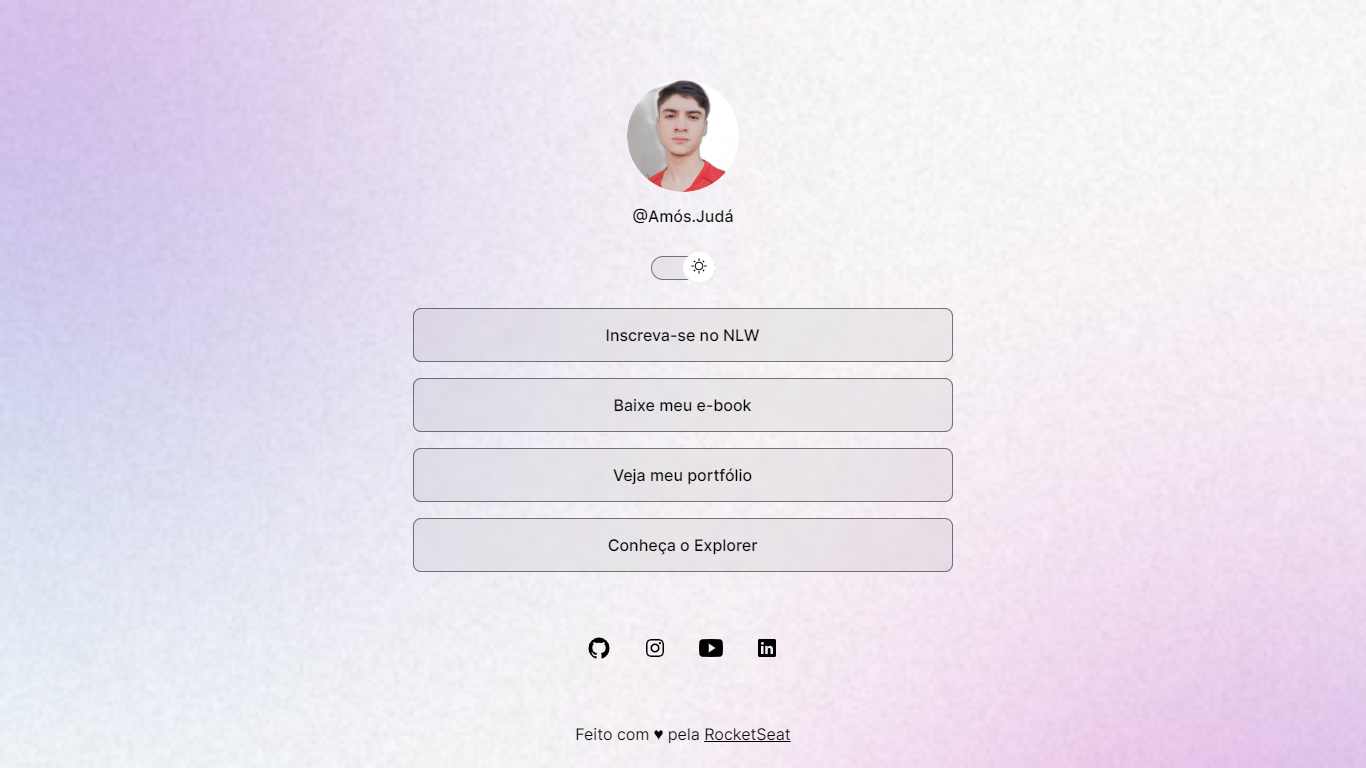 @Amós.Judá
Inscreva-se no NLW
Baixe meu e-book
Veja meu portfólio
Conheça o Explorer
Feito com ♥ pela RocketSeat